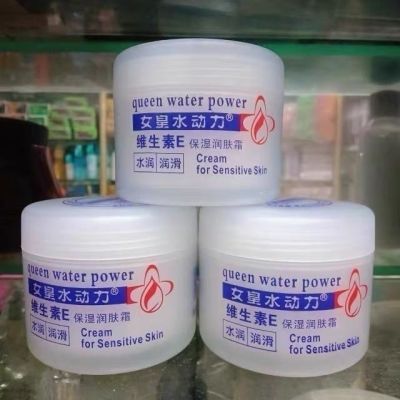 queen water power
女皇水动力®
维生素E 保湿润肤霜
水润 润滑 Cream
for Sensitive Skin
queen water power
女皇水动力®
维生素E 保湿润肤霜
水润 润滑 Cream
for Sensitive Skin
queen water power
女皇水动力®
维生素E 保湿润肤霜
水润 润滑 Cream
for Sensitive Skin